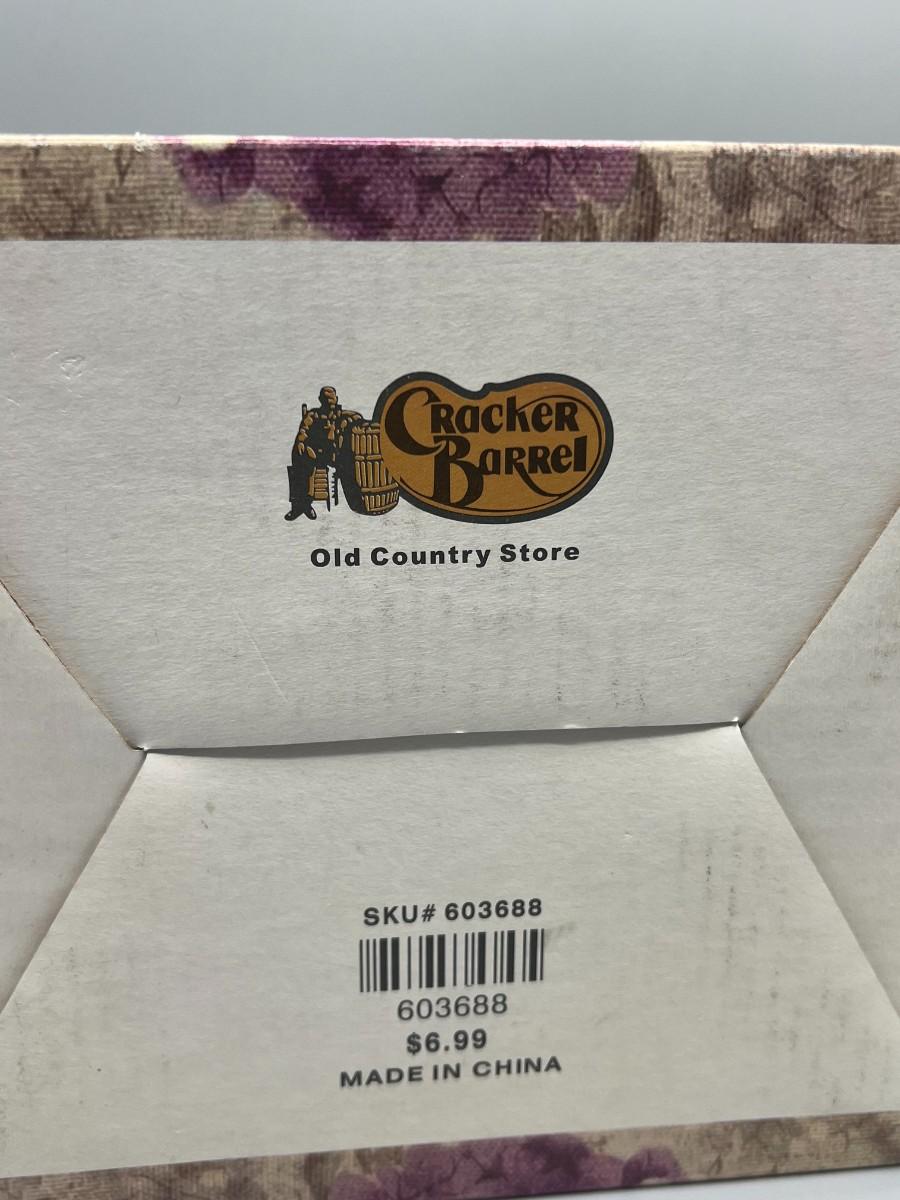 Cracker
Barrel
Old Country Store
SKU# 603688
603688
$6.99
MADE IN CHINA